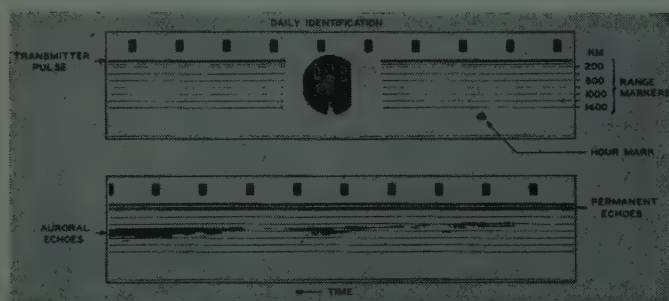 DAILY IDENTIFICATION
TRANSMITTER
PULSE
KM
200
600
1000
1400
RANGE
MARKERS
HOUR MARK
PERMANENT
ECHOES
AURORAL
ECHOES
TIME